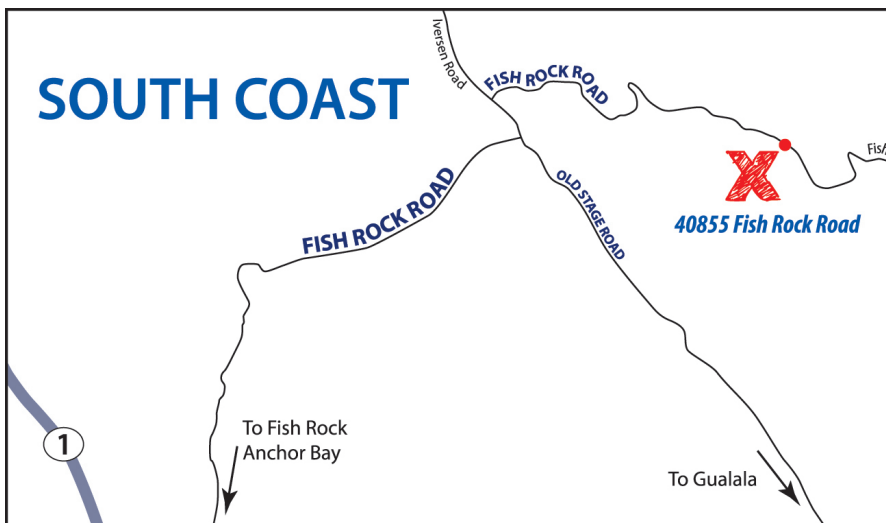 SOUTH COAST
Iversen Road
FISH ROCK ROAD
Fish
40855 Fish Rock Road
FISH ROCK ROAD
OLD STAGE ROAD
1
To Fish Rock
Anchor Bay
To Gualala